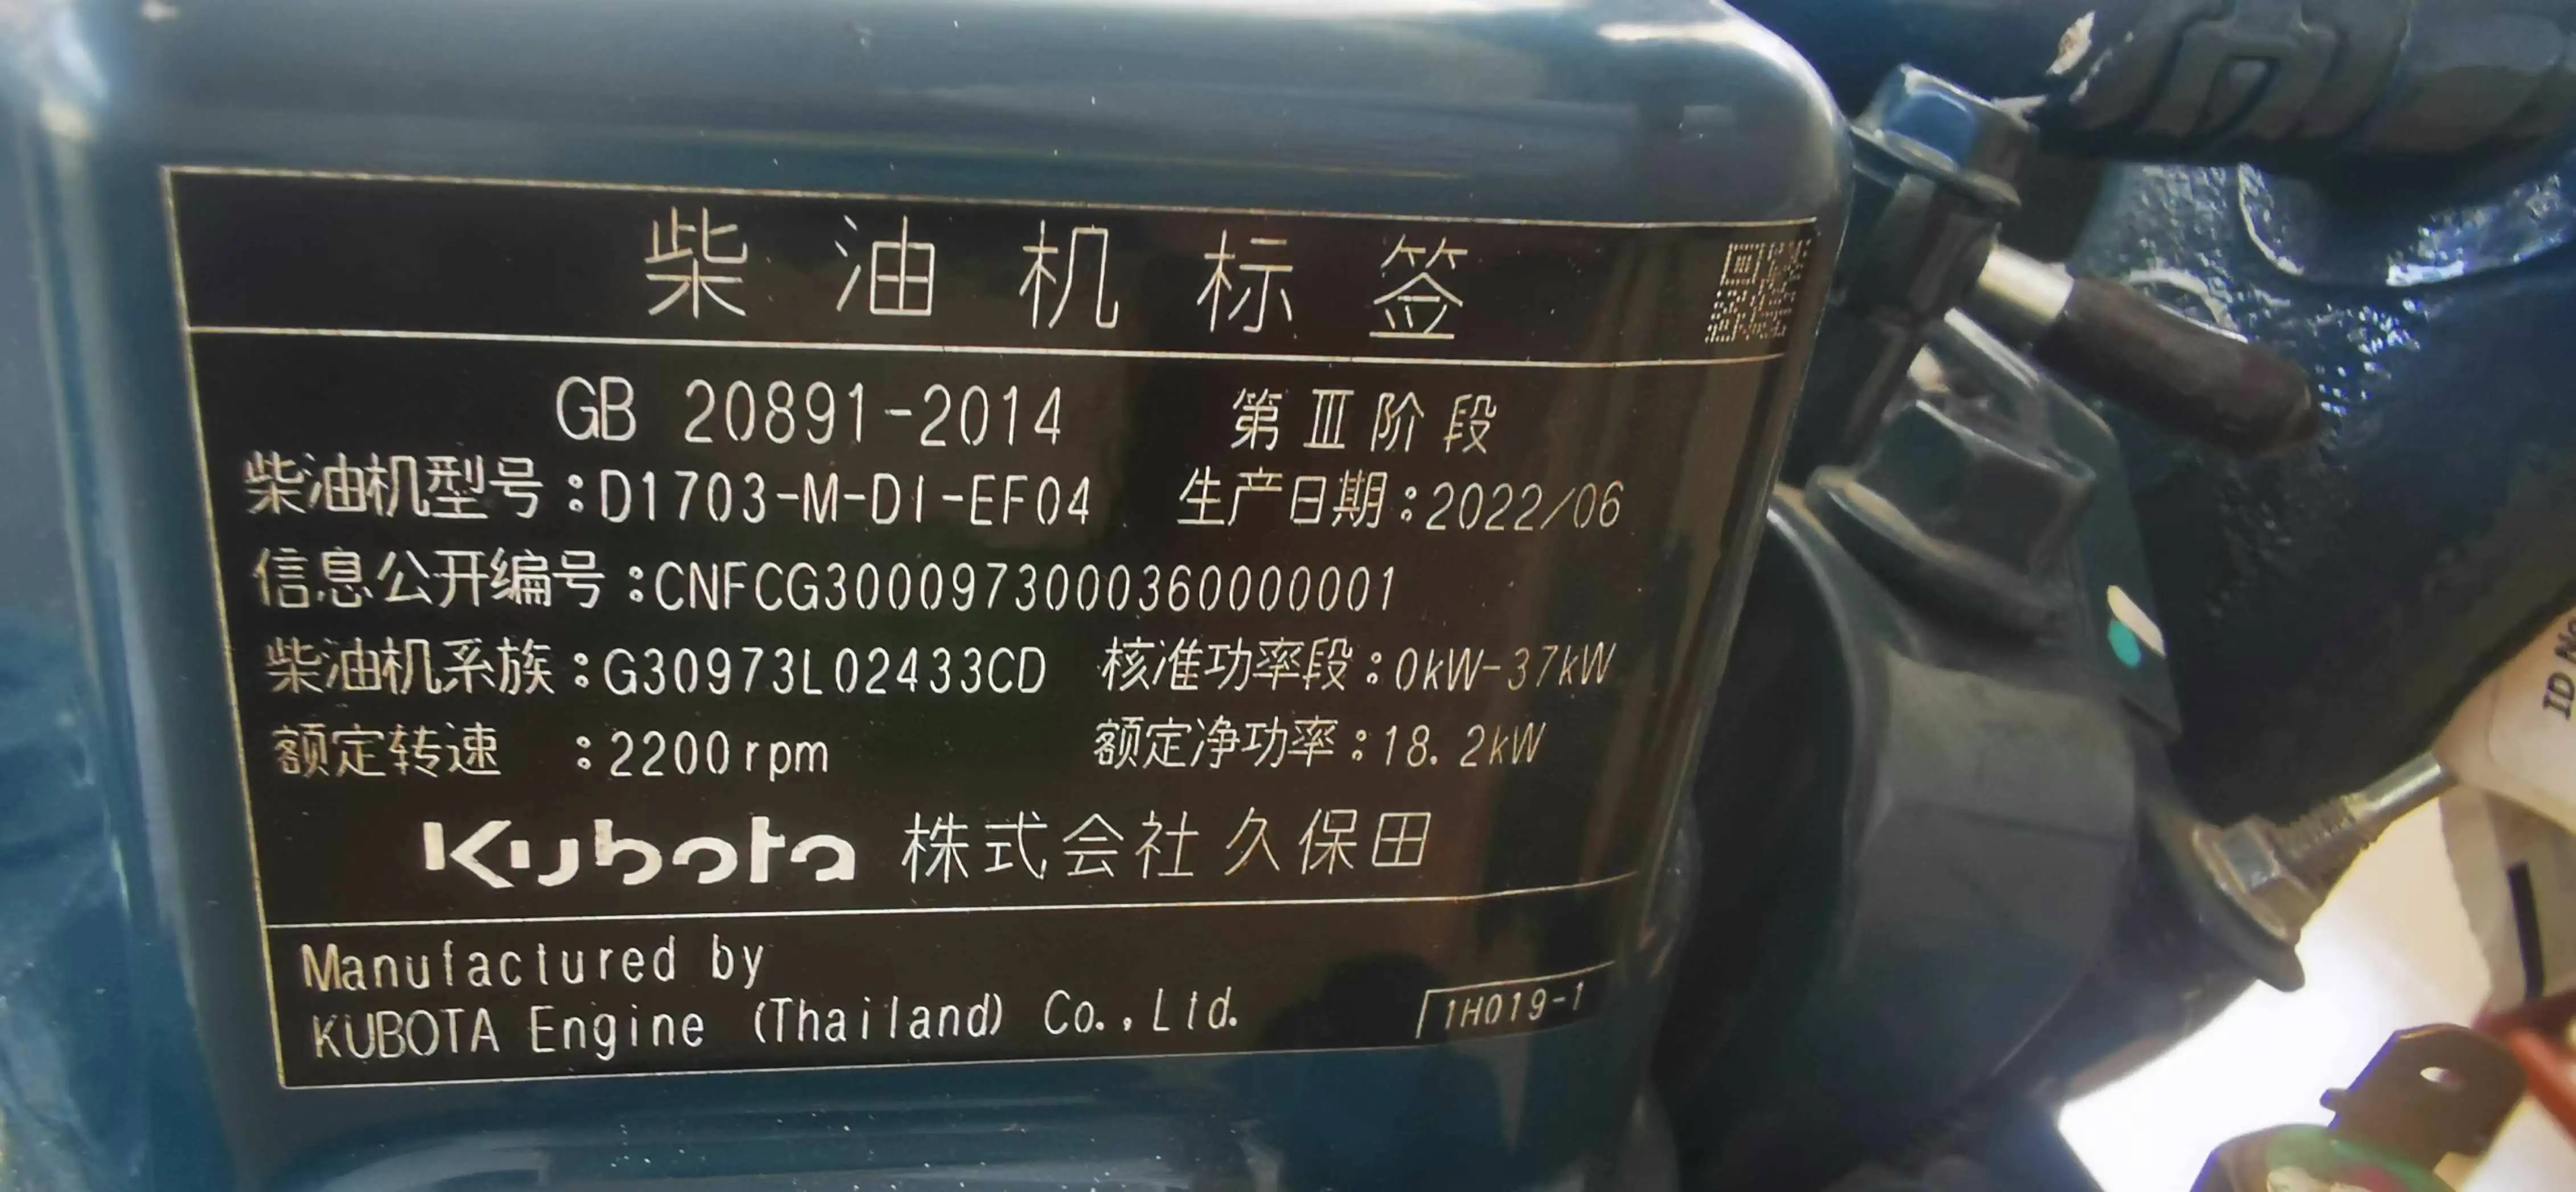 柴油机标签
GB 20891-2014 第Ⅲ阶段
柴油机型号:D1703-M-DI-EF04 生产日期:2022/06
信息公开编号:CNFCG3000973000360000001
柴油机系族:G30973L02433CD 核准功率段:0kW-37kW
额定转速 :2200rpm 额定净功率:18.2kW
Kubota 株式会社久保田
Manufactured by
KUBOTA Engine (Thailand) Co.,Ltd.
1H019-1
ID No